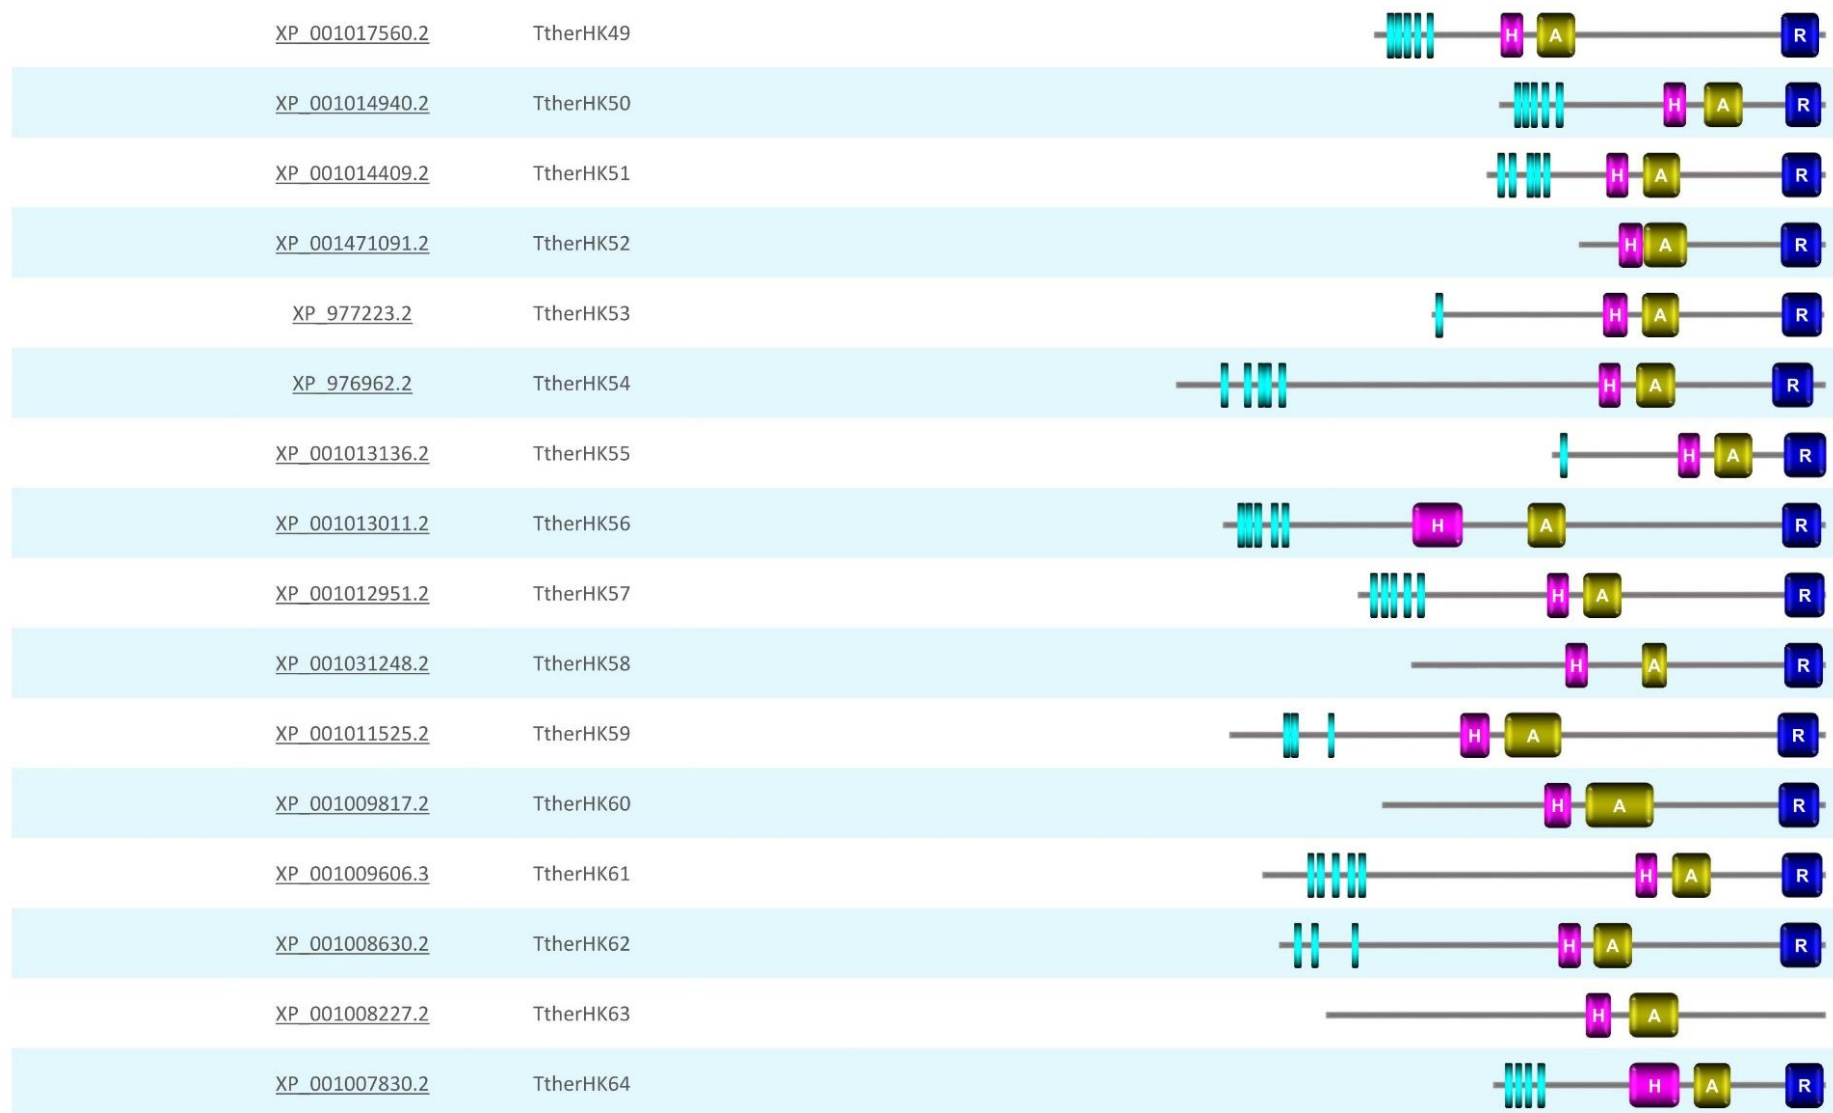 XP_001017560.2 TtherHK49 H A R
XP_001014940.2 TtherHK50 H A R
XP_001014409.2 TtherHK51 H A R
XP_001471091.2 TtherHK52 H A R
XP_977223.2 TtherHK53 H A R
XP_976962.2 TtherHK54 H A R
XP_001013136.2 TtherHK55 H A R
XP_001013011.2 TtherHK56 H A R
XP_001012951.2 TtherHK57 H A R
XP_001031248.2 TtherHK58 H A R
XP_001011525.2 TtherHK59 H A R
XP_001009817.2 TtherHK60 H A R
XP_001009606.3 TtherHK61 H A R
XP_001008630.2 TtherHK62 H A R
XP_001008227.2 TtherHK63 H A
XP_001007830.2 TtherHK64 H A R